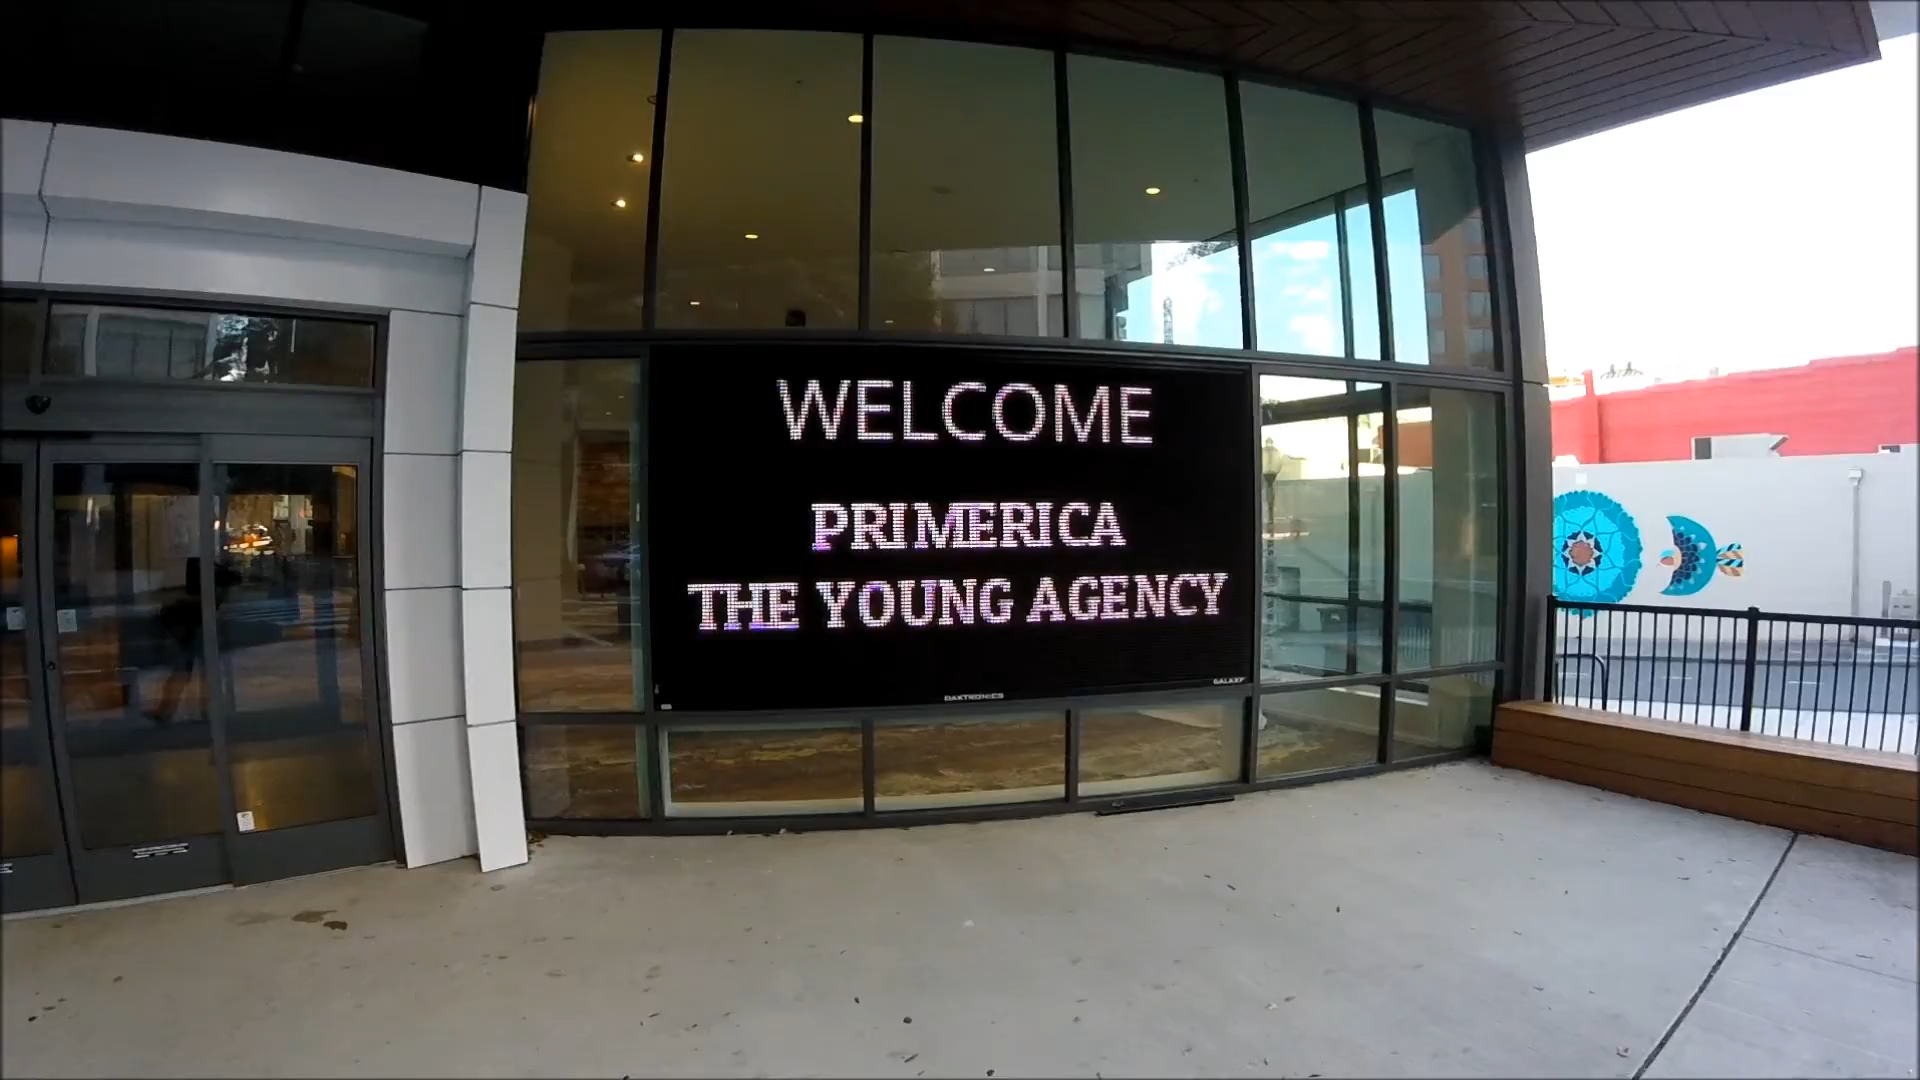 WELCOME
PRIMERICA
THE YOUNG AGENCY
GALAXY
DAKTRONICS